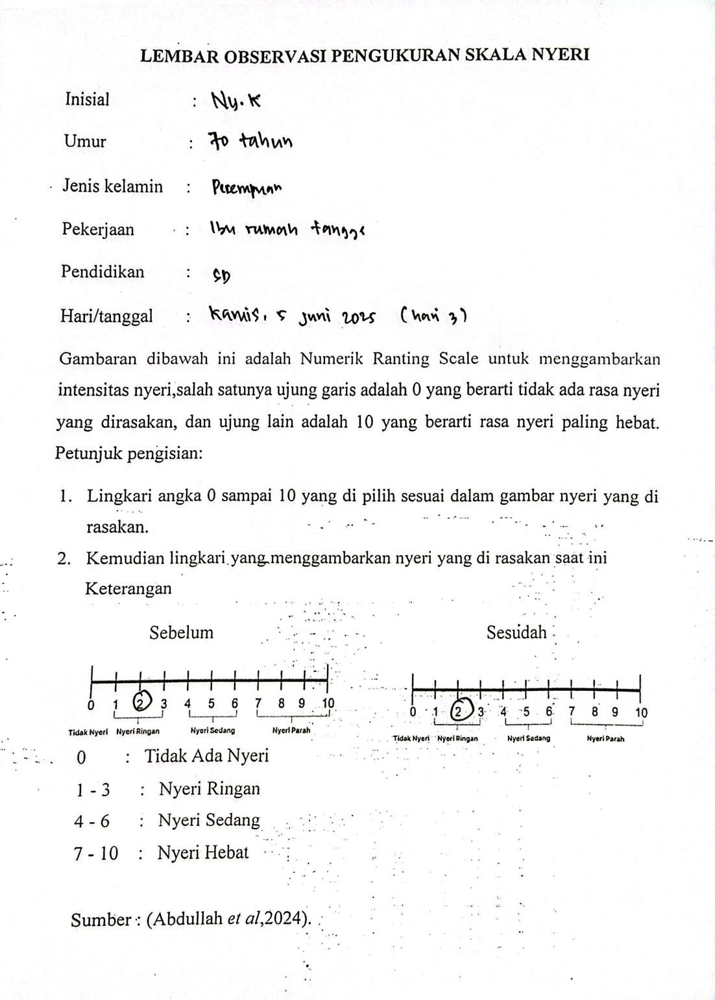 LEMBAR OBSERVASI PENGUKURAN SKALA NYERI
Inisial : Ny. K
Umur : 70 tahun
Jenis kelamin : Perempuan
Pekerjaan : Ibu rumah tangga
Pendidikan : SD
Hari/tanggal : Kamis, 5 Juni 2025 (hari 3)
Gambaran dibawah ini adalah Numerik Ranting Scale untuk menggambarkan
intensitas nyeri,salah satunya ujung garis adalah 0 yang berarti tidak ada rasa nyeri
yang dirasakan, dan ujung lain adalah 10 yang berarti rasa nyeri paling hebat.
Petunjuk pengisian:
1. Lingkari angka 0 sampai 10 yang di pilih sesuai dalam gambar nyeri yang di
rasakan.
2. Kemudian lingkari yang menggambarkan nyeri yang di rasakan saat ini
Keterangan
Sebelum
0 1 2 3 4 5 6 7 8 9 10
Tidak Nyeri Nyeri Ringan Nyeri Sedang Nyeri Parah
Sesudah
0 1 2 3 4 5 6 7 8 9 10
Tidak Nyeri Nyeri Ringan Nyeri Sedang Nyeri Parah
0 : Tidak Ada Nyeri
1 - 3 : Nyeri Ringan
4 - 6 : Nyeri Sedang
7 - 10 : Nyeri Hebat
Sumber : (Abdullah et al,2024).